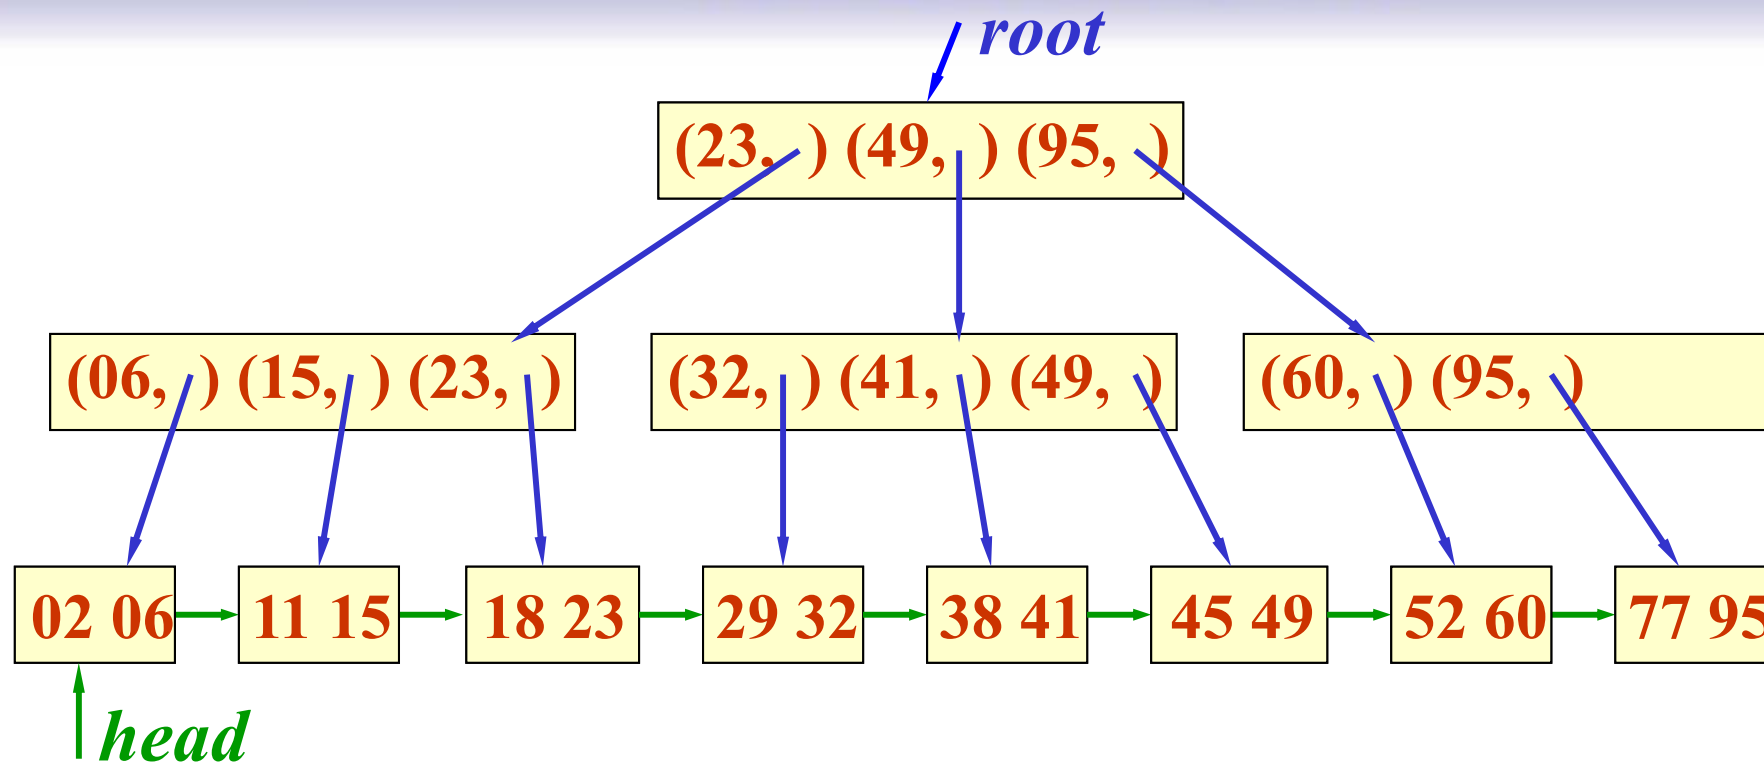 root
(23, ) (49, ) (95, )
(06, ) (15, ) (23, ) (32, ) (41, ) (49, ) (60, ) (95, )
02 06 11 15 18 23 29 32 38 41 45 49 52 60 77 95
head